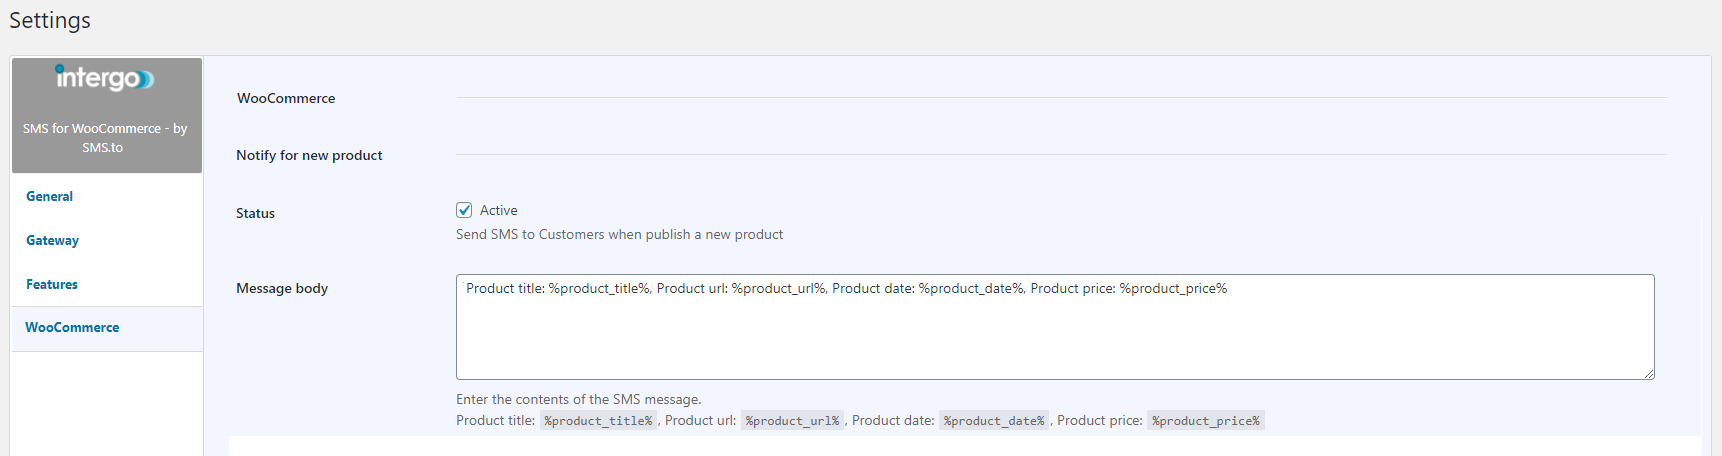 Settings
intergo
SMS for WooCommerce - by
SMS.to
General
Gateway
Features
WooCommerce
WooCommerce
Notify for new product
Status
Active
Send SMS to Customers when publish a new product
Message body
Product title: %product_title%, Product url: %product_url%, Product date: %product_date%, Product price: %product_price%
Enter the contents of the SMS message.
Product title: %product_title% , Product url: %product_url% , Product date: %product_date% , Product price: %product_price%